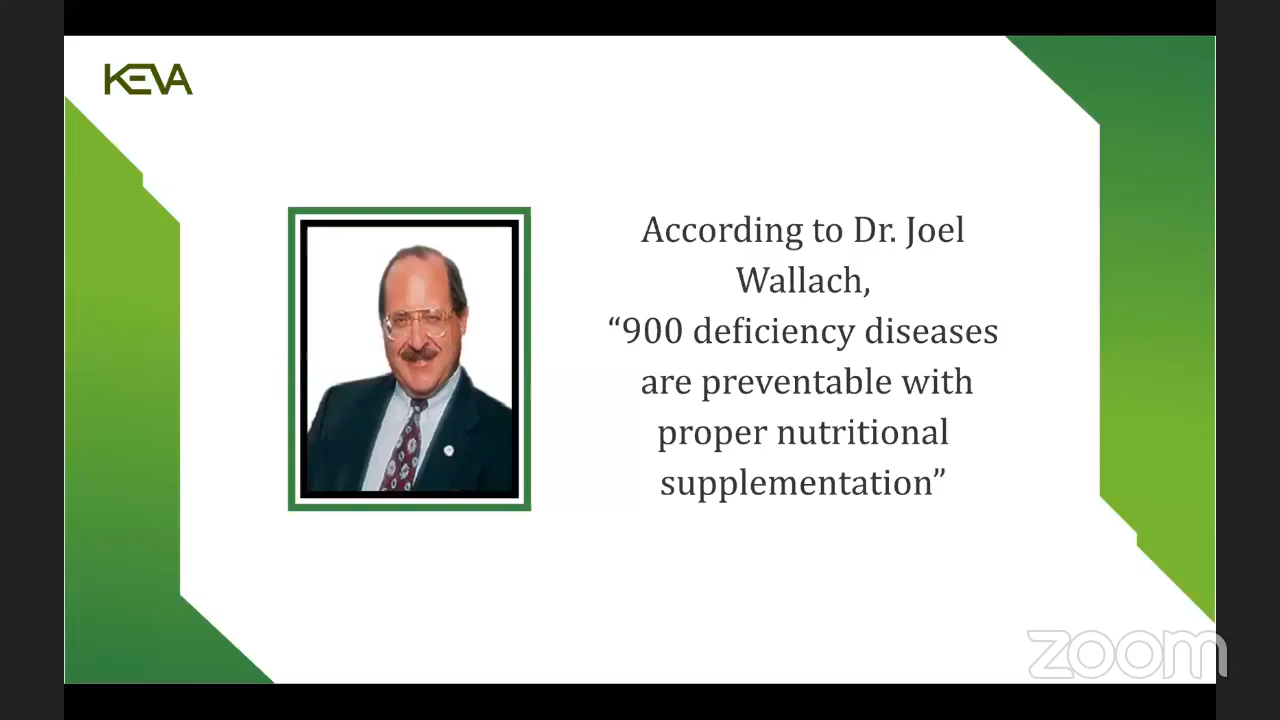 KEVA
According to Dr. Joel
Wallach,
“900 deficiency diseases
are preventable with
proper nutritional
supplementation”
zoom